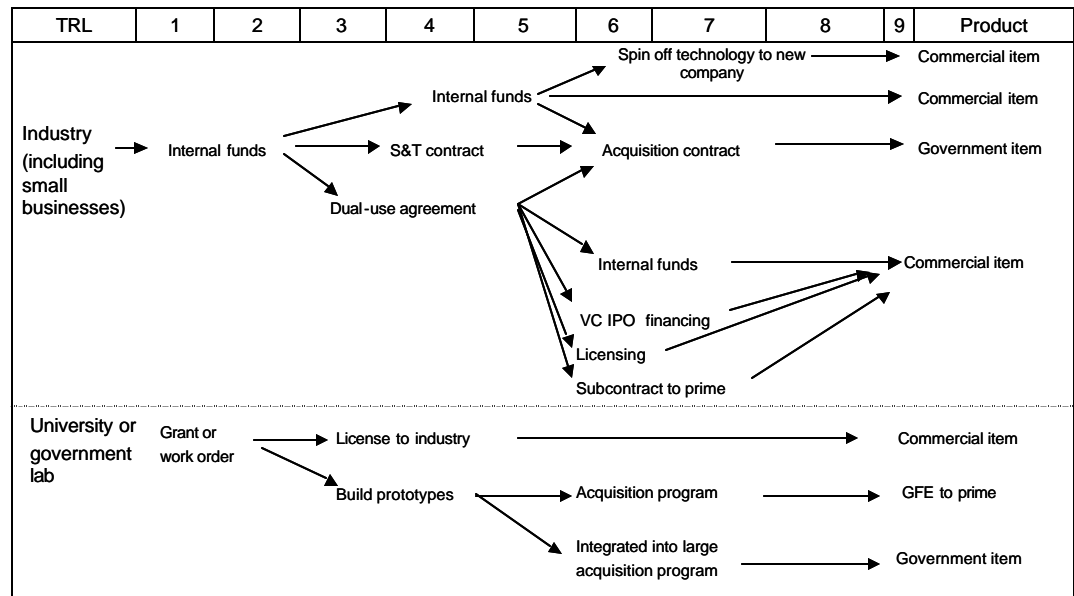 TRL 1 2 3 4 5 6 7 8 9 Product
Spin off technology to new
company
Commercial item
Internal funds
Commercial item
Industry
(including
small
businesses)
Internal funds
S&T contract
Acquisition contract
Government item
Dual-use agreement
Internal funds
Commercial item
VC IPO financing
Licensing
Subcontract to prime
University or
government
lab
Grant or
work order
License to industry
Commercial item
Build prototypes
Acquisition program
GFE to prime
Integrated into large
acquisition program
Government item